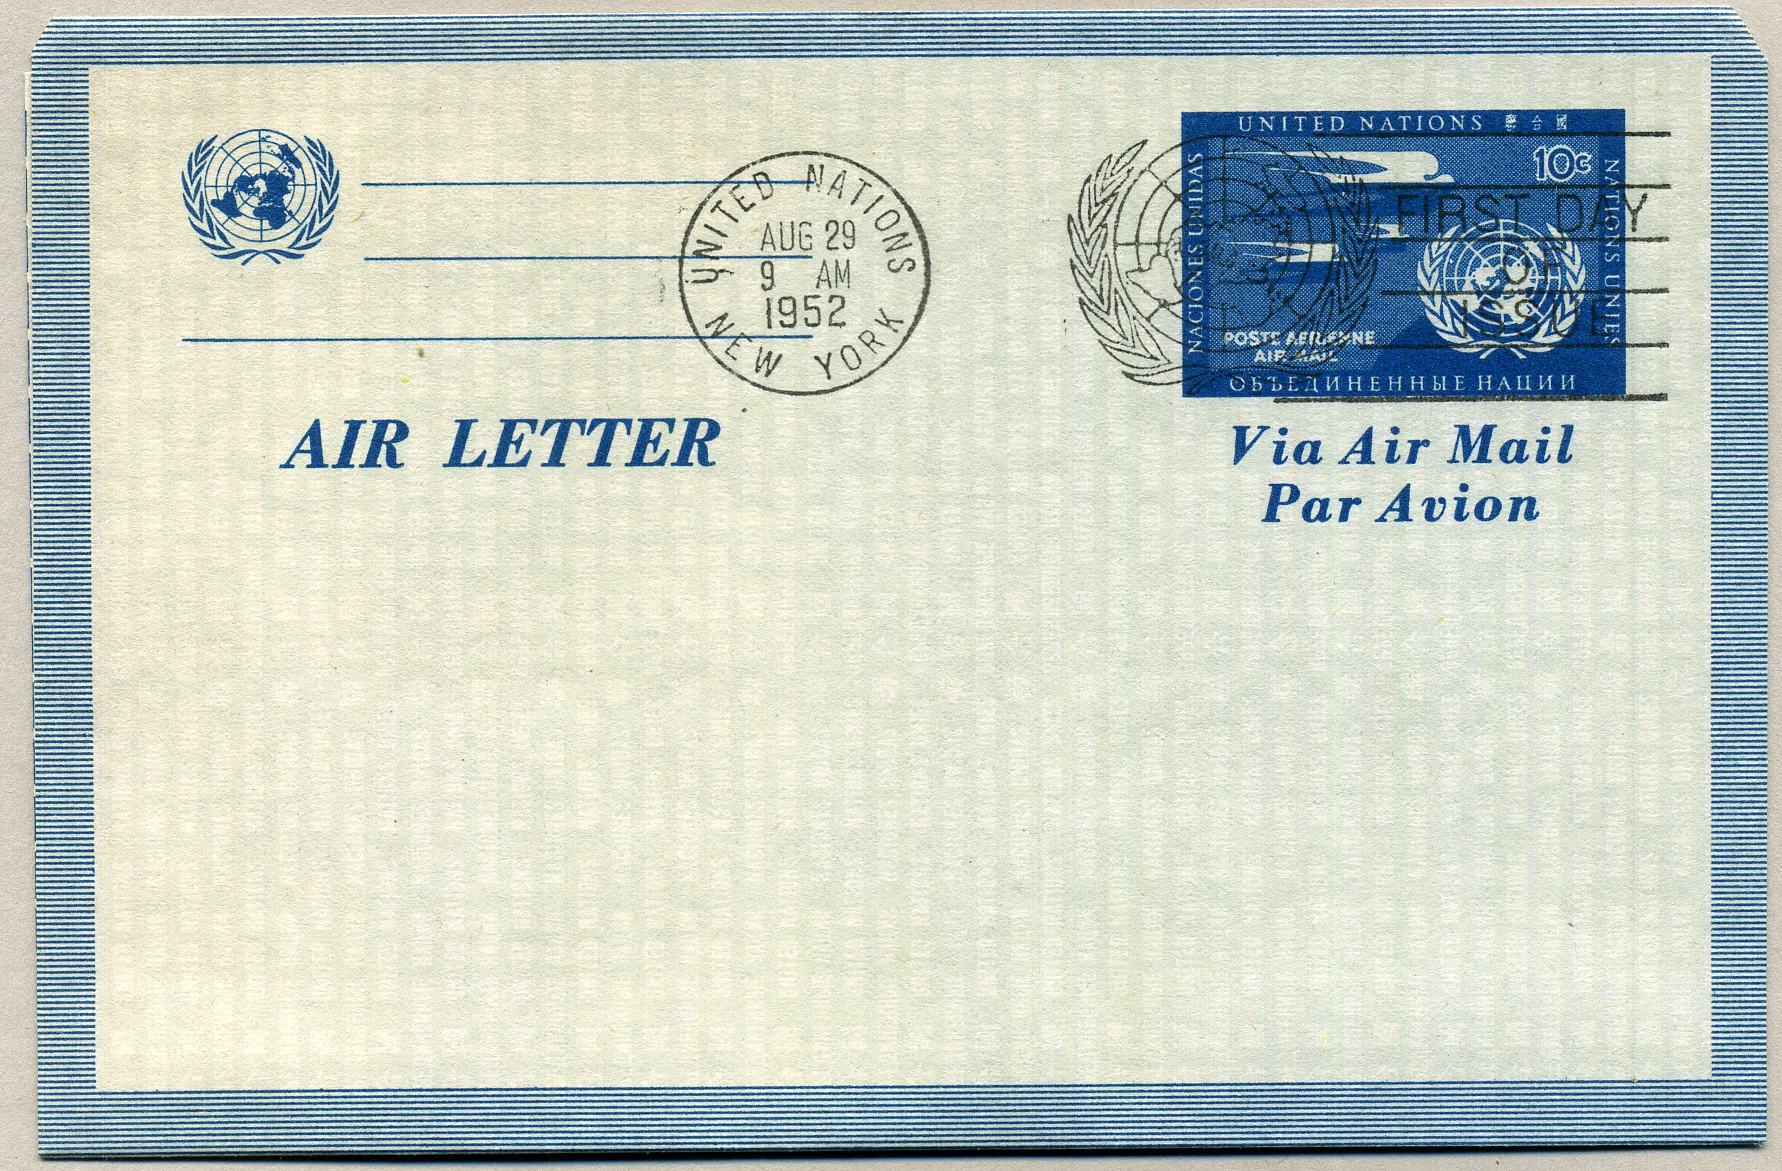 UNITED NATIONS 聯合國
10c
NACIONES UNIDAS
NATIONS UNIES
POSTE AERIENNE
AIR MAIL
ОБЪЕДИНЕННЫЕ НАЦИИ
UNITED NATIONS
AUG 29
9 AM
1952
NEW YORK
FIRST DAY
OF
ISSUE
AIR LETTER
Via Air Mail
Par Avion